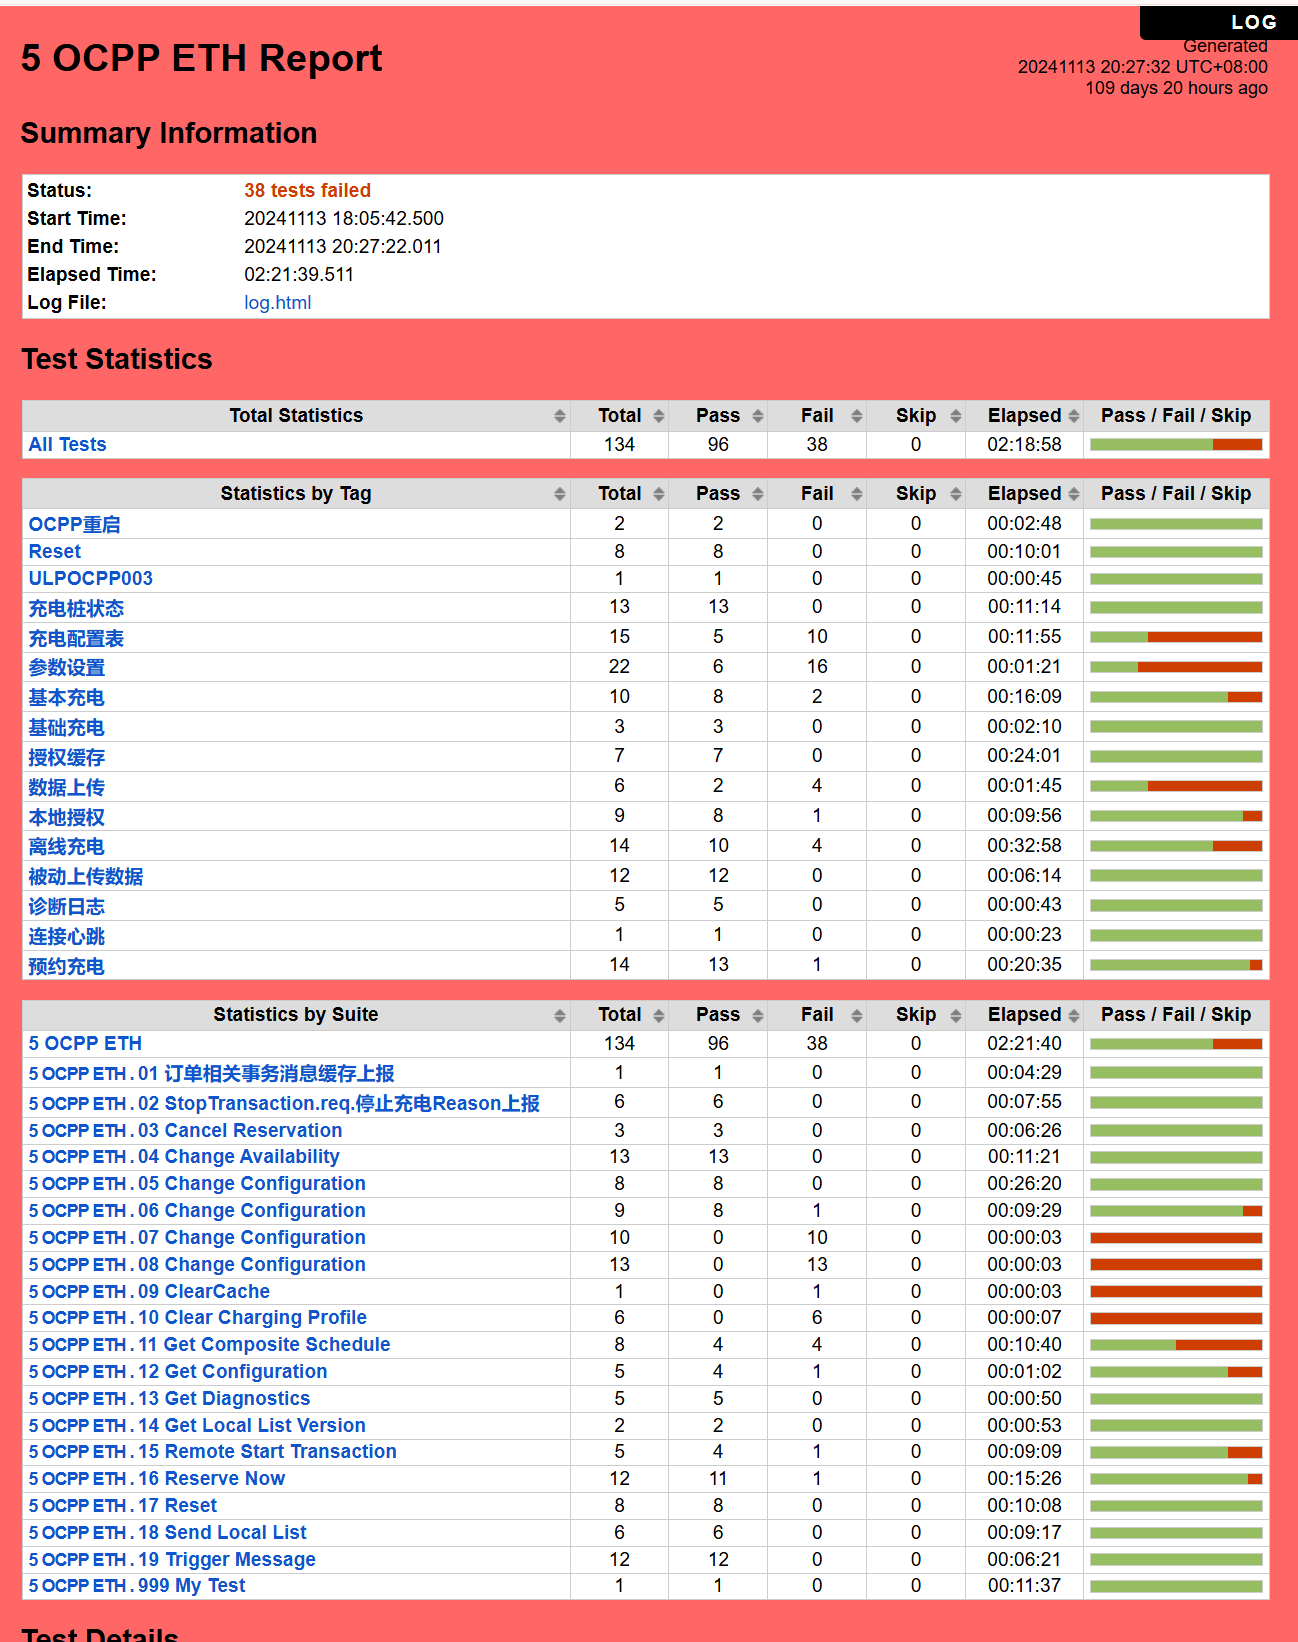 LOG
5 OCPP ETH Report
Generated
20241113 20:27:32 UTC+08:00
109 days 20 hours ago
Summary Information
Status: 38 tests failed
Start Time: 20241113 18:05:42.500
End Time: 20241113 20:27:22.011
Elapsed Time: 02:21:39.511
Log File: log.html
Test Statistics
Total Statistics Total Pass Fail Skip Elapsed Pass / Fail / Skip
All Tests 134 96 38 0 02:18:58
Statistics by Tag Total Pass Fail Skip Elapsed Pass / Fail / Skip
OCPP重启 2 2 0 0 00:02:48
Reset 8 8 0 0 00:10:01
ULPOCPP003 1 1 0 0 00:00:45
充电桩状态 13 13 0 0 00:11:14
充电配置表 15 5 10 0 00:11:55
参数设置 22 6 16 0 00:01:21
基本充电 10 8 2 0 00:16:09
基础充电 3 3 0 0 00:02:10
授权缓存 7 7 0 0 00:24:01
数据上传 6 2 4 0 00:01:45
本地授权 9 8 1 0 00:09:56
离线充电 14 10 4 0 00:32:58
被动上传数据 12 12 0 0 00:06:14
诊断日志 5 5 0 0 00:00:43
连接心跳 1 1 0 0 00:00:23
预约充电 14 13 1 0 00:20:35
Statistics by Suite Total Pass Fail Skip Elapsed Pass / Fail / Skip
5 OCPP ETH 134 96 38 0 02:21:40
5 OCPP ETH . 01 订单相关事务消息缓存上报 1 1 0 0 00:04:29
5 OCPP ETH . 02 StopTransaction.req.停止充电Reason上报 6 6 0 0 00:07:55
5 OCPP ETH . 03 Cancel Reservation 3 3 0 0 00:06:26
5 OCPP ETH . 04 Change Availability 13 13 0 0 00:11:21
5 OCPP ETH . 05 Change Configuration 8 8 0 0 00:26:20
5 OCPP ETH . 06 Change Configuration 9 8 1 0 00:09:29
5 OCPP ETH . 07 Change Configuration 10 0 10 0 00:00:03
5 OCPP ETH . 08 Change Configuration 13 0 13 0 00:00:03
5 OCPP ETH . 09 ClearCache 1 0 1 0 00:00:03
5 OCPP ETH . 10 Clear Charging Profile 6 0 6 0 00:00:07
5 OCPP ETH . 11 Get Composite Schedule 8 4 4 0 00:10:40
5 OCPP ETH . 12 Get Configuration 5 4 1 0 00:01:02
5 OCPP ETH . 13 Get Diagnostics 5 5 0 0 00:00:50
5 OCPP ETH . 14 Get Local List Version 2 2 0 0 00:00:53
5 OCPP ETH . 15 Remote Start Transaction 5 4 1 0 00:09:09
5 OCPP ETH . 16 Reserve Now 12 11 1 0 00:15:26
5 OCPP ETH . 17 Reset 8 8 0 0 00:10:08
5 OCPP ETH . 18 Send Local List 6 6 0 0 00:09:17
5 OCPP ETH . 19 Trigger Message 12 12 0 0 00:06:21
5 OCPP ETH . 999 My Test 1 1 0 0 00:11:37
Test Details